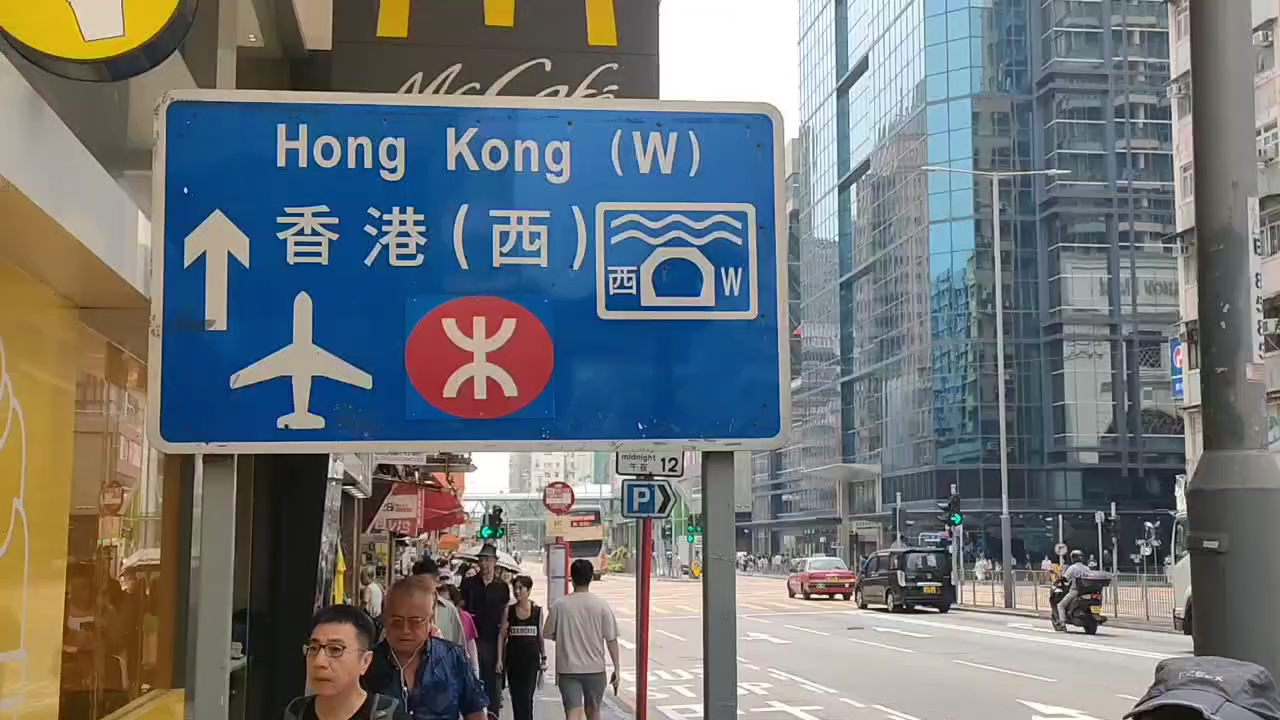 McCafé
Hong Kong (W)
香港(西)
西 W
midnight
午夜 12
P